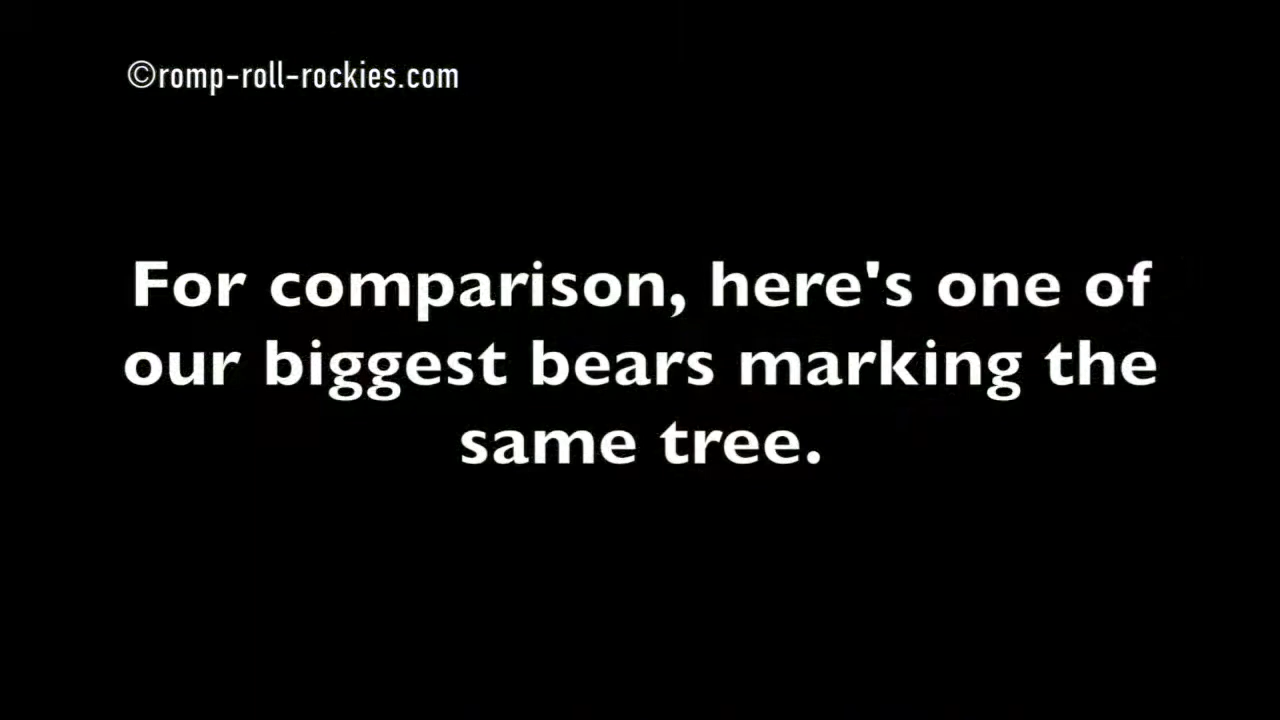 ©romp-roll-rockies.com
For comparison, here's one of
our biggest bears marking the
same tree.